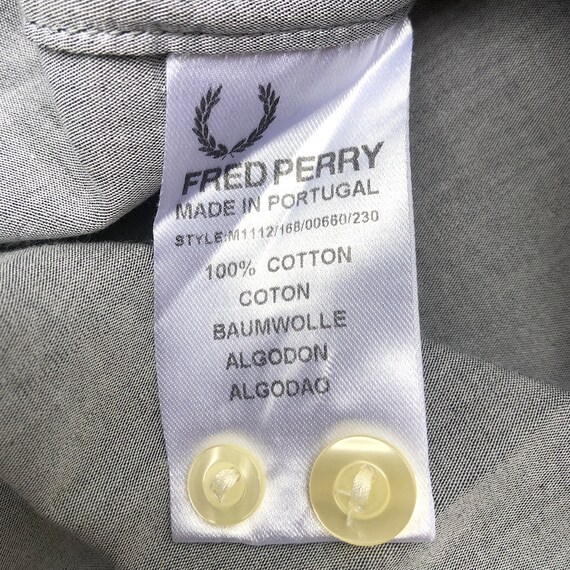 FRED PERRY
MADE IN PORTUGAL
STYLE:M1112/168/00660/230
100% COTTON
COTON
BAUMWOLLE
ALGODON
ALGODAO